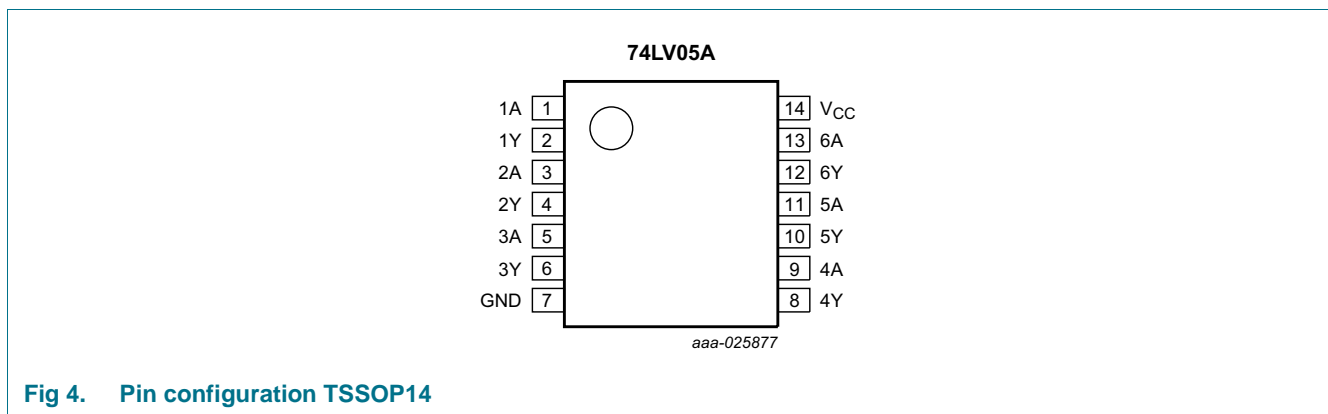 74LV05A
1A 1 14 VCC
1Y 2 13 6A
2A 3 12 6Y
2Y 4 11 5A
3A 5 10 5Y
3Y 6 9 4A
GND 7 8 4Y
aaa-025877
Fig 4. Pin configuration TSSOP14